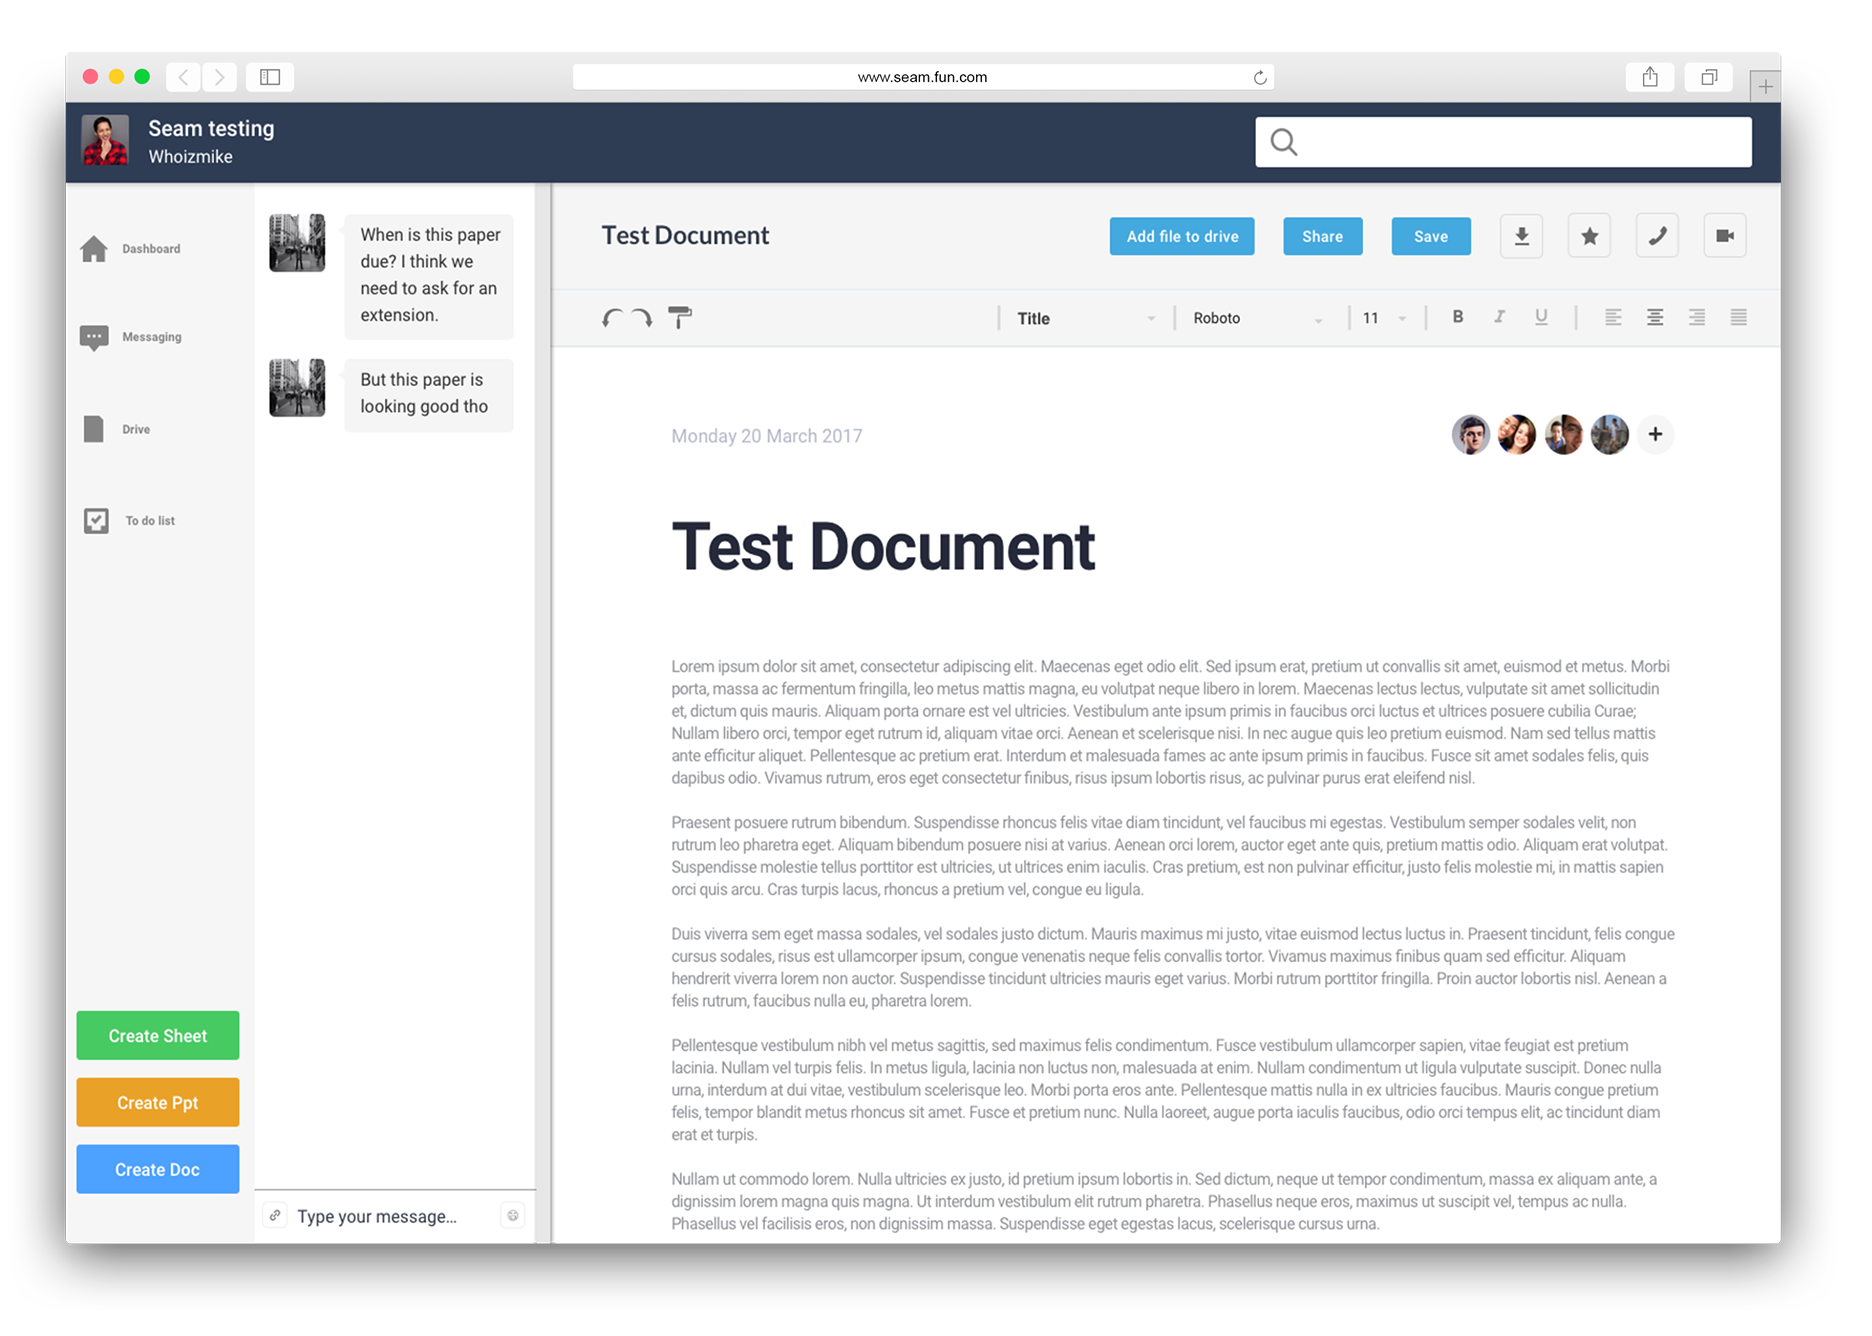 www.seam.fun.com
Seam testing
Whoizmike
Dashboard
Messaging
Drive
To do list
Create Sheet
Create Ppt
Create Doc
When is this paper
due? I think we
need to ask for an
extension.
But this paper is
looking good tho
Type your message...
Test Document
Add file to drive
Share
Save
Title
Roboto
11
B
I
U
Monday 20 March 2017
Test Document
Lorem ipsum dolor sit amet, consectetur adipiscing elit. Maecenas eget odio elit. Sed ipsum erat, pretium ut convallis sit amet, euismod et metus. Morbi
porta, massa ac fermentum fringilla, leo metus mattis magna, eu volutpat neque libero in lorem. Maecenas lectus lectus, vulputate sit amet sollicitudin
et, dictum quis mauris. Aliquam porta ornare est vel ultricies. Vestibulum ante ipsum primis in faucibus orci luctus et ultrices posuere cubilia Curae;
Nullam libero orci, tempor eget rutrum id, aliquam vitae orci. Aenean et scelerisque nisi. In nec augue quis leo pretium euismod. Nam sed tellus mattis
ante efficitur aliquet. Pellentesque ac pretium erat. Interdum et malesuada fames ac ante ipsum primis in faucibus. Fusce sit amet sodales felis, quis
dapibus odio. Vivamus rutrum, eros eget consectetur finibus, risus ipsum lobortis risus, ac pulvinar purus erat eleifend nisl.
Praesent posuere rutrum bibendum. Suspendisse rhoncus felis vitae diam tincidunt, vel faucibus mi egestas. Vestibulum semper sodales velit, non
rutrum leo pharetra eget. Aliquam bibendum posuere nisi at varius. Aenean orci lorem, auctor eget ante quis, pretium mattis odio. Aliquam erat volutpat.
Suspendisse molestie tellus porttitor est ultricies, ut ultrices enim iaculis. Cras pretium, est non pulvinar efficitur, justo felis molestie mi, in mattis sapien
orci quis arcu. Cras turpis lacus, rhoncus a pretium vel, congue eu ligula.
Duis viverra sem eget massa sodales, vel sodales justo dictum. Mauris maximus mi justo, vitae euismod lectus luctus in. Praesent tincidunt, felis congue
cursus sodales, risus est ullamcorper ipsum, congue venenatis neque felis convallis tortor. Vivamus maximus finibus quam sed efficitur. Aliquam
hendrerit viverra lorem non auctor. Suspendisse tincidunt ultricies mauris eget varius. Morbi rutrum porttitor fringilla. Proin auctor lobortis nisl. Aenean a
felis rutrum, faucibus nulla eu, pharetra lorem.
Pellentesque vestibulum nibh vel metus sagittis, sed maximus felis condimentum. Fusce vestibulum ullamcorper sapien, vitae feugiat est pretium
lacinia. Nullam vel turpis felis. In metus ligula, lacinia non luctus non, malesuada at enim. Nullam condimentum ut ligula vulputate suscipit. Donec nulla
urna, interdum at dui vitae, vestibulum scelerisque leo. Morbi porta eros ante. Pellentesque mattis nulla in ex ultricies faucibus. Mauris congue pretium
felis, tempor blandit metus rhoncus sit amet. Fusce et pretium nunc. Nulla laoreet, augue porta iaculis faucibus, odio orci tempus elit, ac tincidunt diam
erat et turpis.
Nullam ut commodo lorem. Nulla ultricies ex justo, id pretium ipsum lobortis in. Sed dictum, neque ut tempor condimentum, massa ex aliquam ante, a
dignissim lorem magna quis magna. Ut interdum vestibulum elit rutrum pharetra. Phasellus neque eros, maximus ut suscipit vel, tempus ac nulla.
Phasellus vel facilisis eros, non dignissim massa. Suspendisse eget egestas lacus, scelerisque cursus urna.